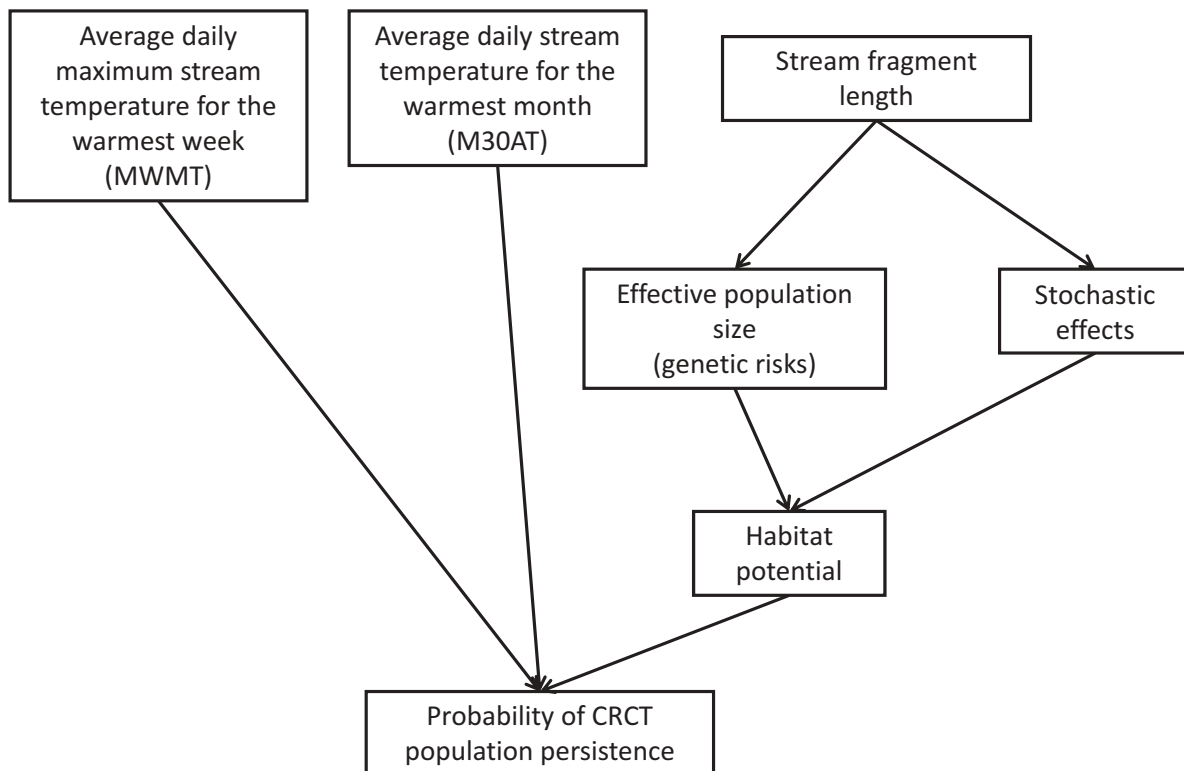 Average daily
maximum stream
temperature for the
warmest week
(MWMT)
Average daily stream
temperature for the
warmest month
(M30AT)
Stream fragment
length
Effective population
size
(genetic risks)
Stochastic
effects
Habitat
potential
Probability of CRCT
population persistence